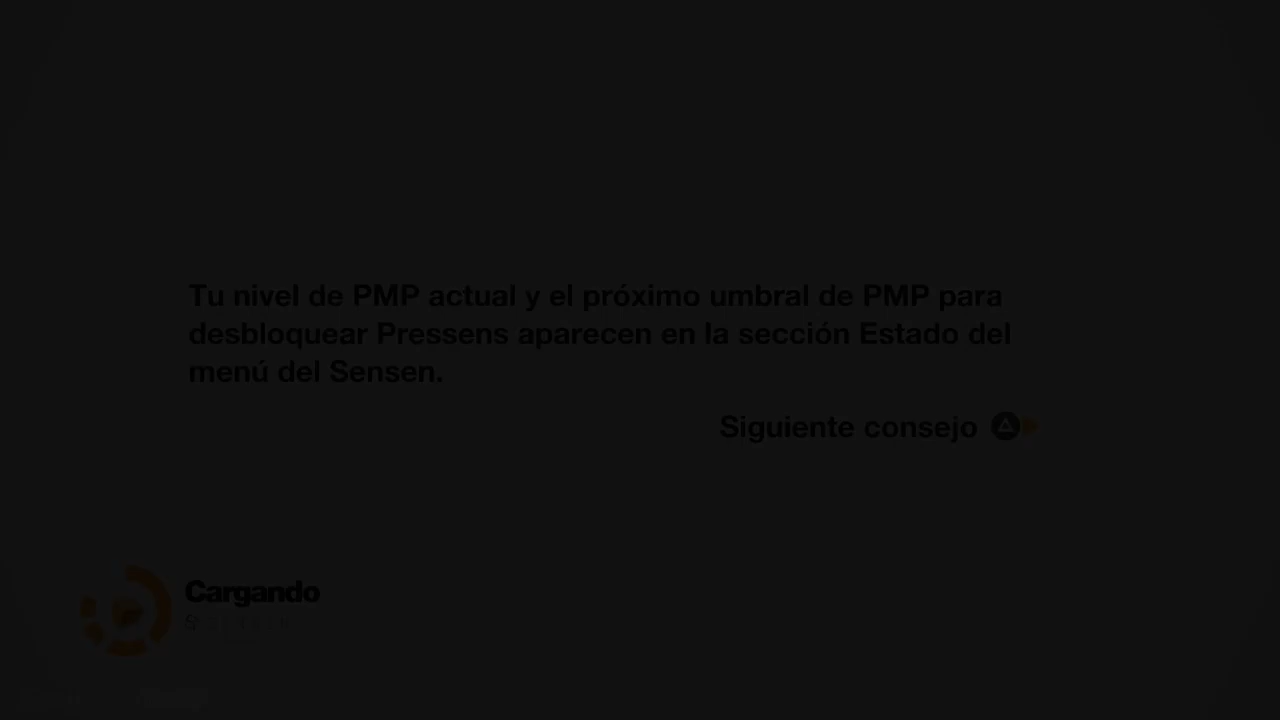 Tu nivel de PMP actual y el próximo umbral de PMP para
desbloquear Pressens aparecen en la sección Estado del
menú del Sensen.
Siguiente consejo
Cargando